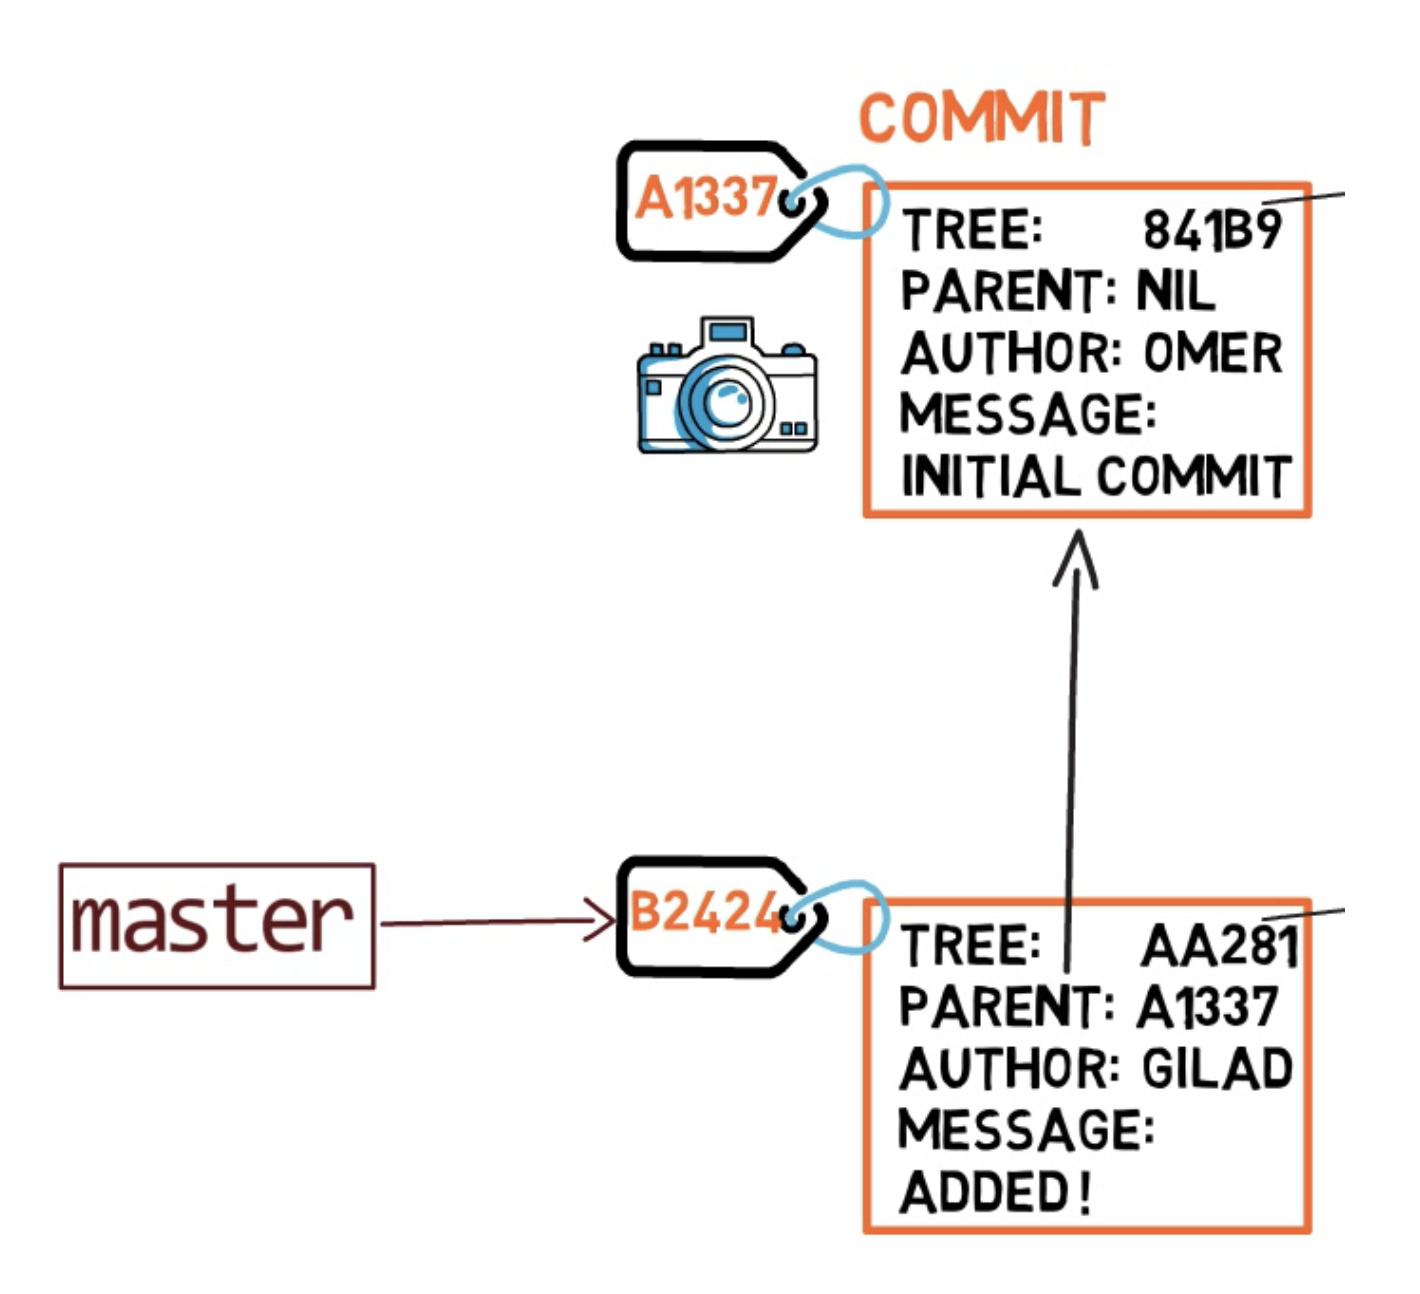 COMMIT
A1337
TREE: 841B9
PARENT: NIL
AUTHOR: OMER
MESSAGE:
INITIAL COMMIT
master
B2424
TREE: AA281
PARENT: A1337
AUTHOR: GILAD
MESSAGE:
ADDED!